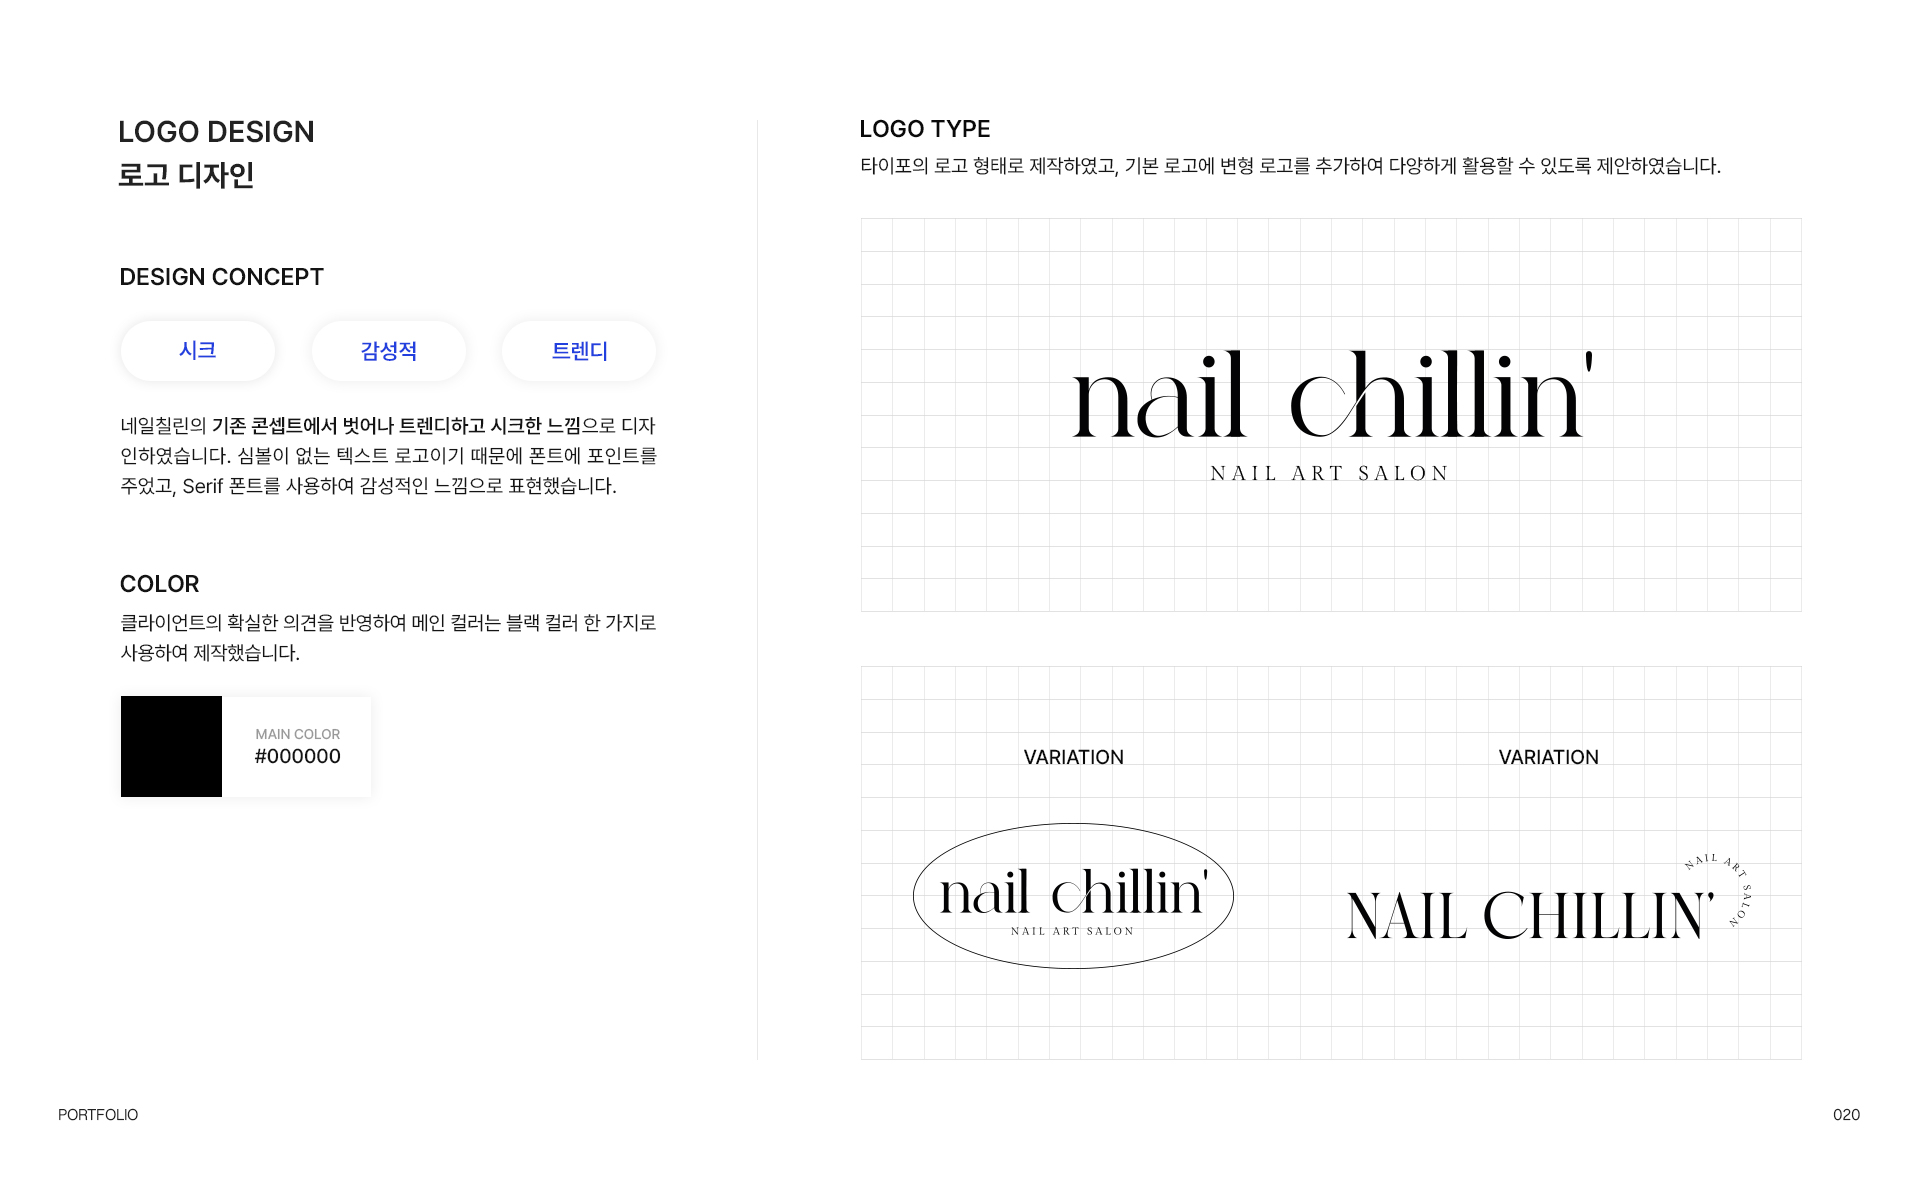 LOGO DESIGN
로고 디자인
DESIGN CONCEPT
시크
감성적
트렌디
네일칠린의 기존 콘셉트에서 벗어나 트렌디하고 시크한 느낌으로 디자
인하였습니다. 심볼이 없는 텍스트 로고이기 때문에 폰트에 포인트를
주었고, Serif 폰트를 사용하여 감성적인 느낌으로 표현했습니다.
COLOR
클라이언트의 확실한 의견을 반영하여 메인 컬러는 블랙 컬러 한 가지로
사용하여 제작했습니다.
MAIN COLOR
#000000
LOGO TYPE
타이포의 로고 형태로 제작하였고, 기본 로고에 변형 로고를 추가하여 다양하게 활용할 수 있도록 제안하였습니다.
nail chillin'
NAIL ART SALON
VARIATION
nail chillin'
NAIL ART SALON
VARIATION
NAIL CHILLIN'
NAIL ART SALON
PORTFOLIO
020